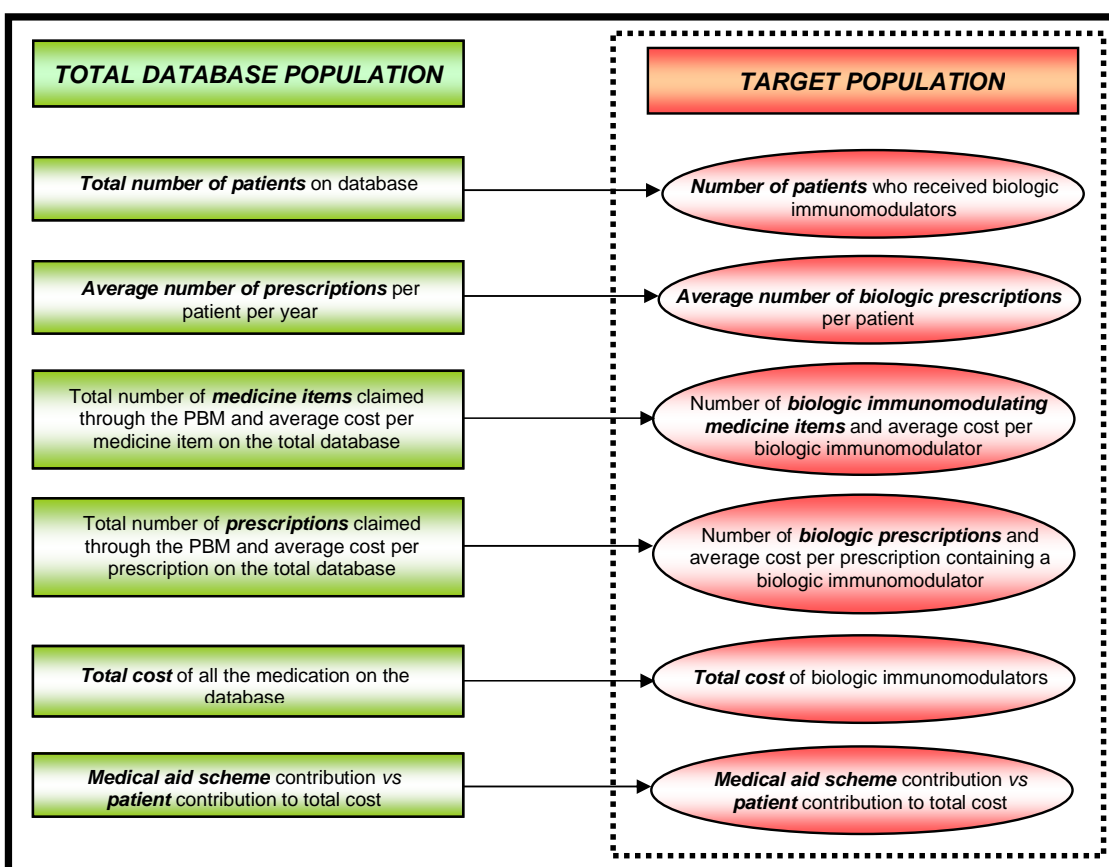 TOTAL DATABASE POPULATION
TARGET POPULATION
Total number of patients on database
Number of patients who received biologic
immunomodulators
Average number of prescriptions per
patient per year
Average number of biologic prescriptions
per patient
Total number of medicine items claimed
through the PBM and average cost per
medicine item on the total database
Number of biologic immunomodulating
medicine items and average cost per
biologic immunomodulator
Total number of prescriptions claimed
through the PBM and average cost per
prescription on the total database
Number of biologic prescriptions and
average cost per prescription containing a
biologic immunomodulator
Total cost of all the medication on the
database
Total cost of biologic immunomodulators
Medical aid scheme contribution vs
patient contribution to total cost
Medical aid scheme contribution vs
patient contribution to total cost